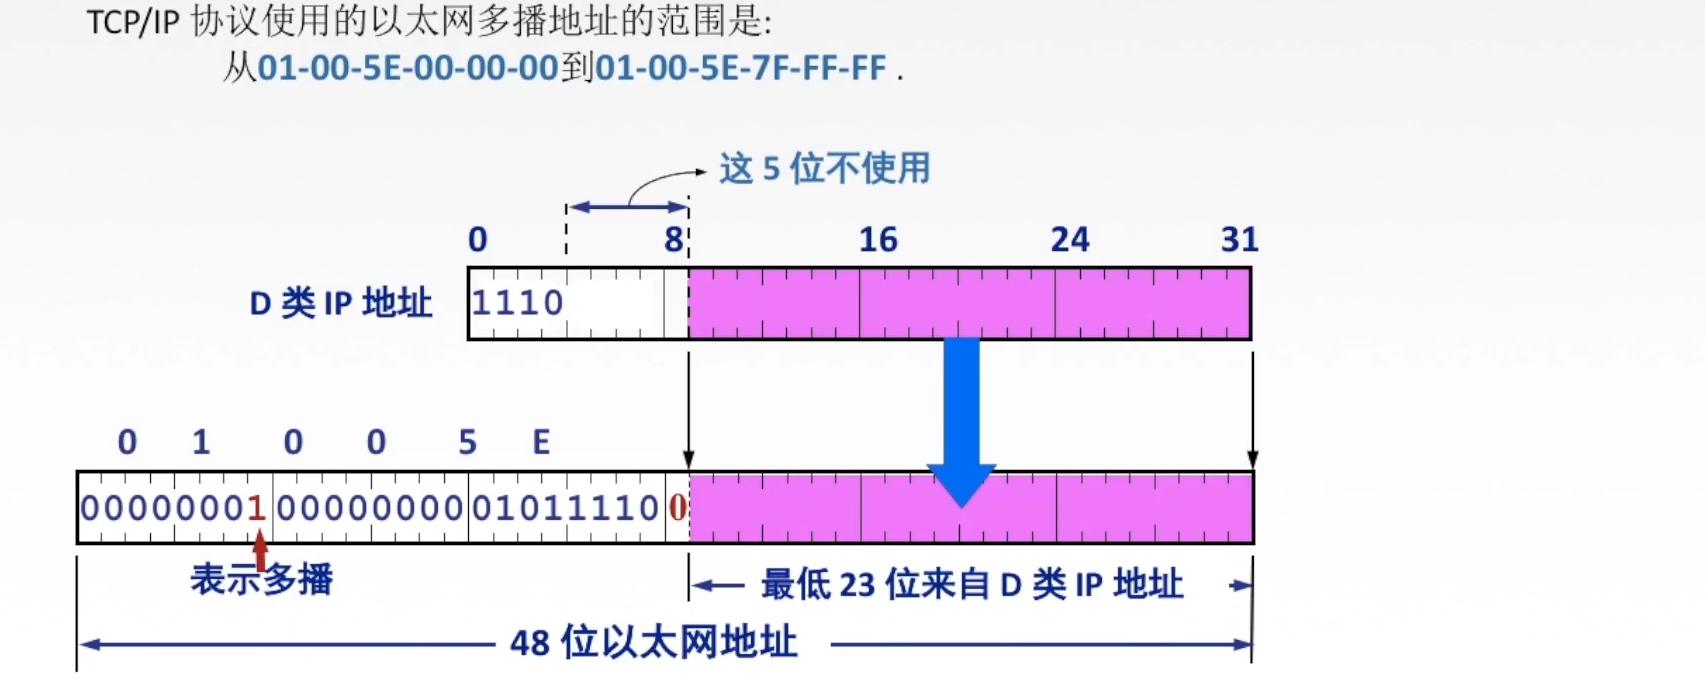 TCP/IP 协议使用的以太网多播地址的范围是:
从01-00-5E-00-00-00到01-00-5E-7F-FF-FF .
这 5 位不使用
0 8 16 24 31
D 类 IP 地址 1110
0 1 0 0 5 E
00000001 00000000 01011110 0
表示多播
最低 23 位来自 D 类 IP 地址
48 位以太网地址